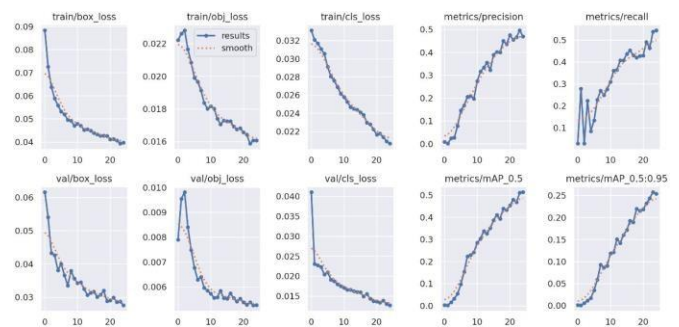 train/box_loss
train/obj_loss
train/cls_loss
metrics/precision
metrics/recall
0.09
0.08
0.07
0.06
0.05
0.04
0.022
0.020
0.018
0.016
results
smooth
0.032
0.030
0.028
0.026
0.024
0.022
0.5
0.4
0.3
0.2
0.1
0.0
0.5
0.4
0.3
0.2
0.1
0 10 20
0 10 20
0 10 20
0 10 20
0 10 20
val/box_loss
val/obj_loss
val/cls_loss
metrics/mAP_0.5
metrics/mAP_0.5:0.95
0.06
0.05
0.04
0.03
0.010
0.009
0.008
0.007
0.006
0.040
0.035
0.030
0.025
0.020
0.015
0.5
0.4
0.3
0.2
0.1
0.0
0.25
0.20
0.15
0.10
0.05
0.00
0 10 20
0 10 20
0 10 20
0 10 20
0 10 20